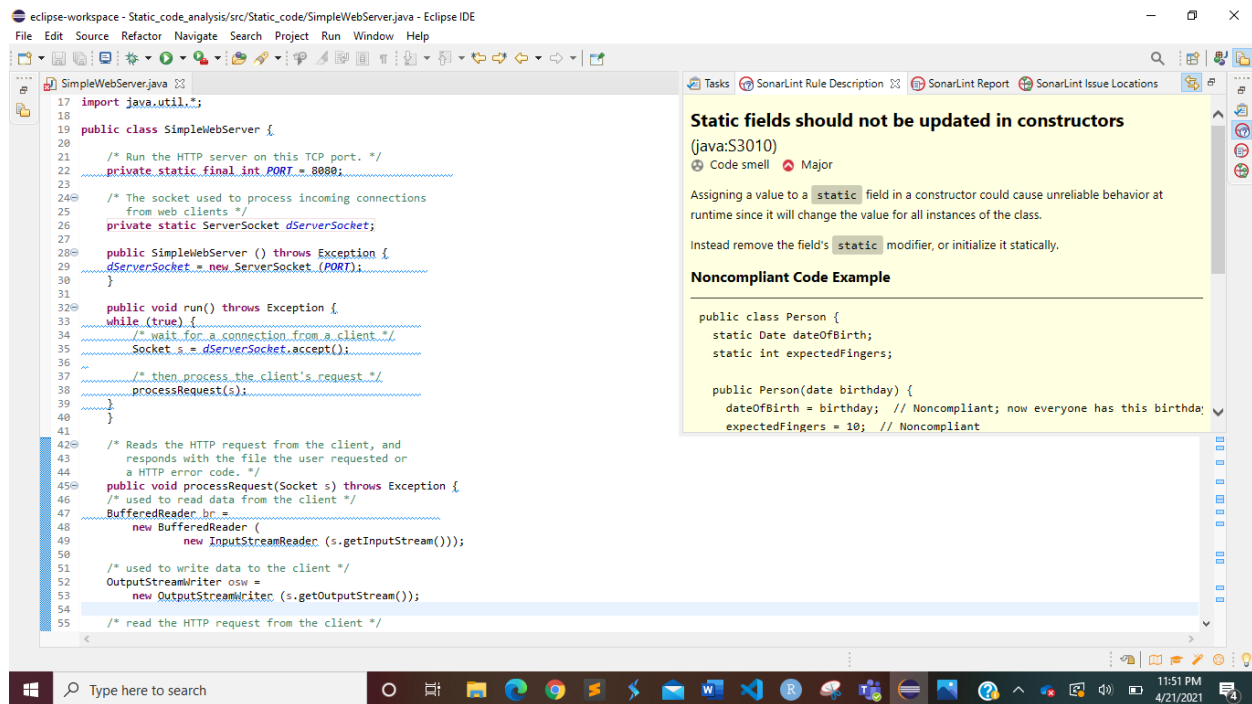 eclipse-workspace - Static_code_analysis/src/Static_code/SimpleWebServer.java - Eclipse IDE
File Edit Source Refactor Navigate Search Project Run Window Help
SimpleWebServer.java
17 import java.util.*;
18
19 public class SimpleWebServer {
20
21 /* Run the HTTP server on this TCP port. */
22 private static final int PORT = 8080;
23
24 /* The socket used to process incoming connections
25 from web clients */
26 private static ServerSocket dServerSocket;
27
28 public SimpleWebServer () throws Exception {
29 dServerSocket = new ServerSocket (PORT);
30 }
31
32 public void run() throws Exception {
33 while (true) {
34 /* wait for a connection from a client */
35 Socket s = dServerSocket.accept();
36
37 /* then process the client's request */
38 processRequest(s);
39 }
40 }
41
42 /* Reads the HTTP request from the client, and
43 responds with the file the user requested or
44 a HTTP error code. */
45 public void processRequest(Socket s) throws Exception {
46 /* used to read data from the client */
47 BufferedReader br =
48 new BufferedReader (
49 new InputStreamReader (s.getInputStream()));
50
51 /* used to write data to the client */
52 OutputStreamWriter osw =
53 new OutputStreamWriter (s.getOutputStream());
54
55 /* read the HTTP request from the client */
Tasks SonarLint Rule Description SonarLint Report SonarLint Issue Locations
Static fields should not be updated in constructors
(java:S3010)
Code smell Major
Assigning a value to a static field in a constructor could cause unreliable behavior at
runtime since it will change the value for all instances of the class.
Instead remove the field's static modifier, or initialize it statically.
Noncompliant Code Example
public class Person {
static Date dateOfBirth;
static int expectedFingers;
public Person(date birthday) {
dateOfBirth = birthday; // Noncompliant; now everyone has this birthday
expectedFingers = 10; // Noncompliant
Type here to search
11:51 PM
4/21/2021
4